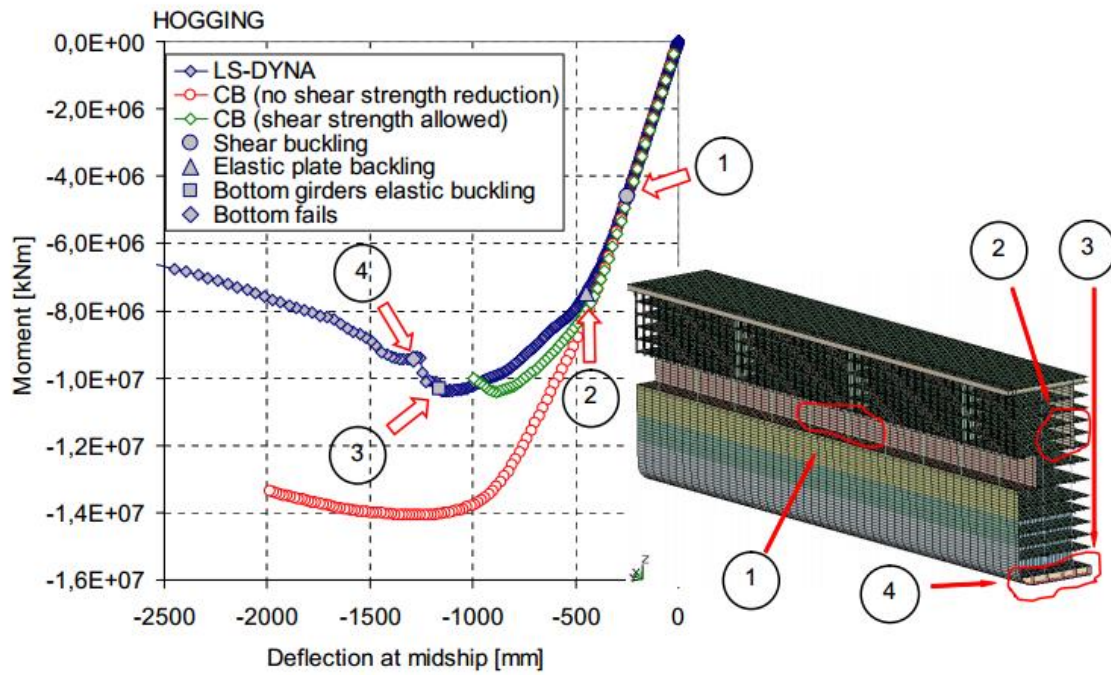 HOGGING
0,0E+00
-2,0E+06
-4,0E+06
-6,0E+06
-8,0E+06
-1,0E+07
-1,2E+07
-1,4E+07
-1,6E+07
Moment [kNm]
LS-DYNA
CB (no shear strength reduction)
CB (shear strength allowed)
Shear buckling
Elastic plate backling
Bottom girders elastic buckling
Bottom fails
1
2
3
4
2
3
1
4
z
x
-2500
-2000
-1500
-1000
-500
0
Deflection at midship [mm]